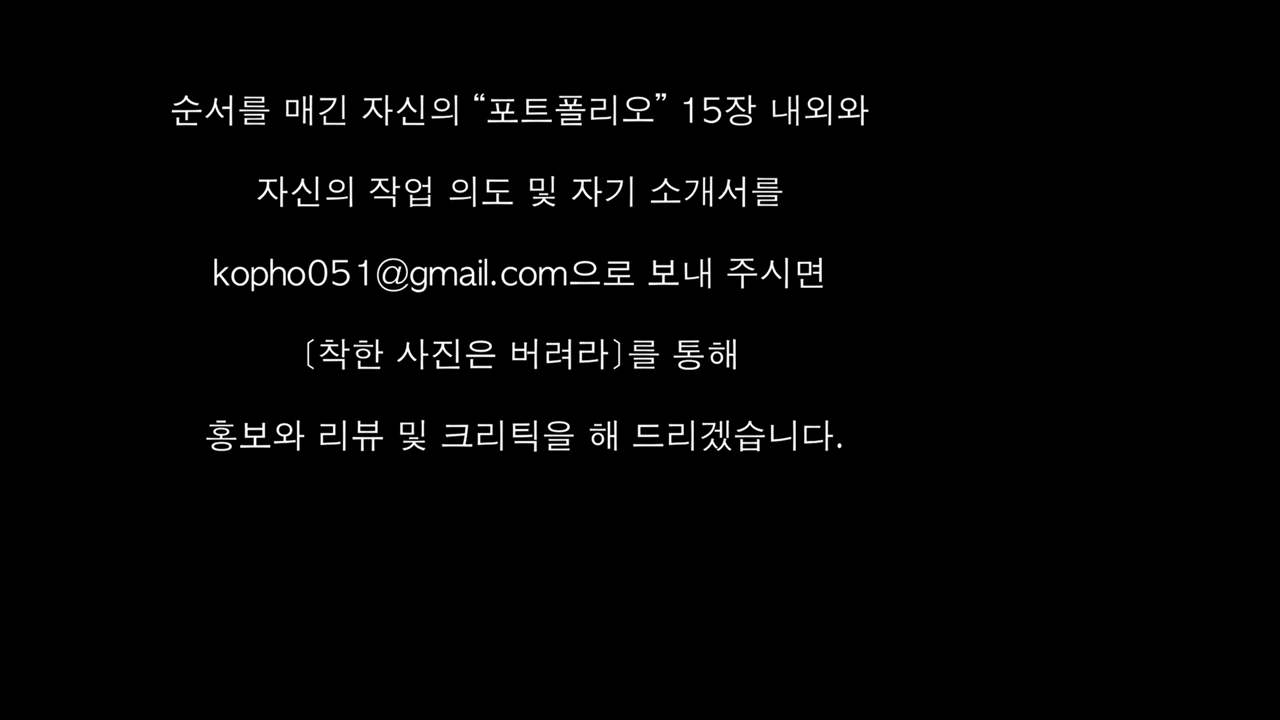 순서를 매긴 자신의 “포트폴리오” 15장 내외와
자신의 작업 의도 및 자기 소개서를
kopho051@gmail.com으로 보내 주시면
〔착한 사진은 버려라〕를 통해
홍보와 리뷰 및 크리틱을 해 드리겠습니다.